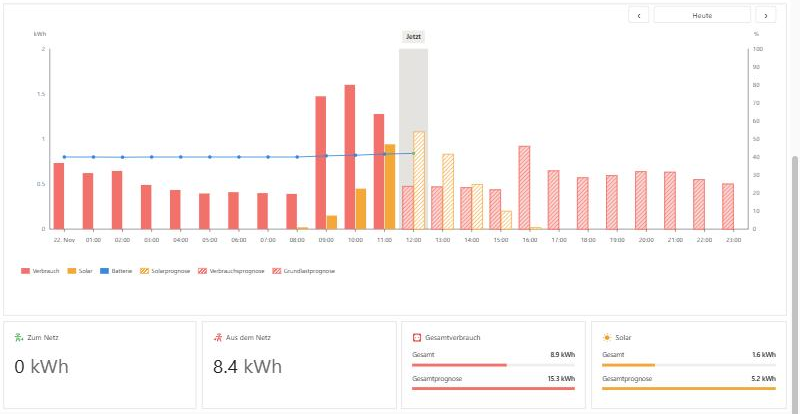 ‹ Heute ›
kWh Jetzt %
2 100
90
1.5 80
70
60
1 50
40
30
0.5 20
10
0 0
22. Nov 01:00 02:00 03:00 04:00 05:00 06:00 07:00 08:00 09:00 10:00 11:00 12:00 13:00 14:00 15:00 16:00 17:00 18:00 19:00 20:00 21:00 22:00 23:00
Verbrauch Solar Batterie Solarprognose Verbrauchsprognose Grundlastprognose
Zum Netz
0 kWh
Aus dem Netz
8.4 kWh
Gesamtverbrauch
Gesamt 8.9 kWh
Gesamtprognose 15.3 kWh
Solar
Gesamt 1.6 kWh
Gesamtprognose 5.2 kWh